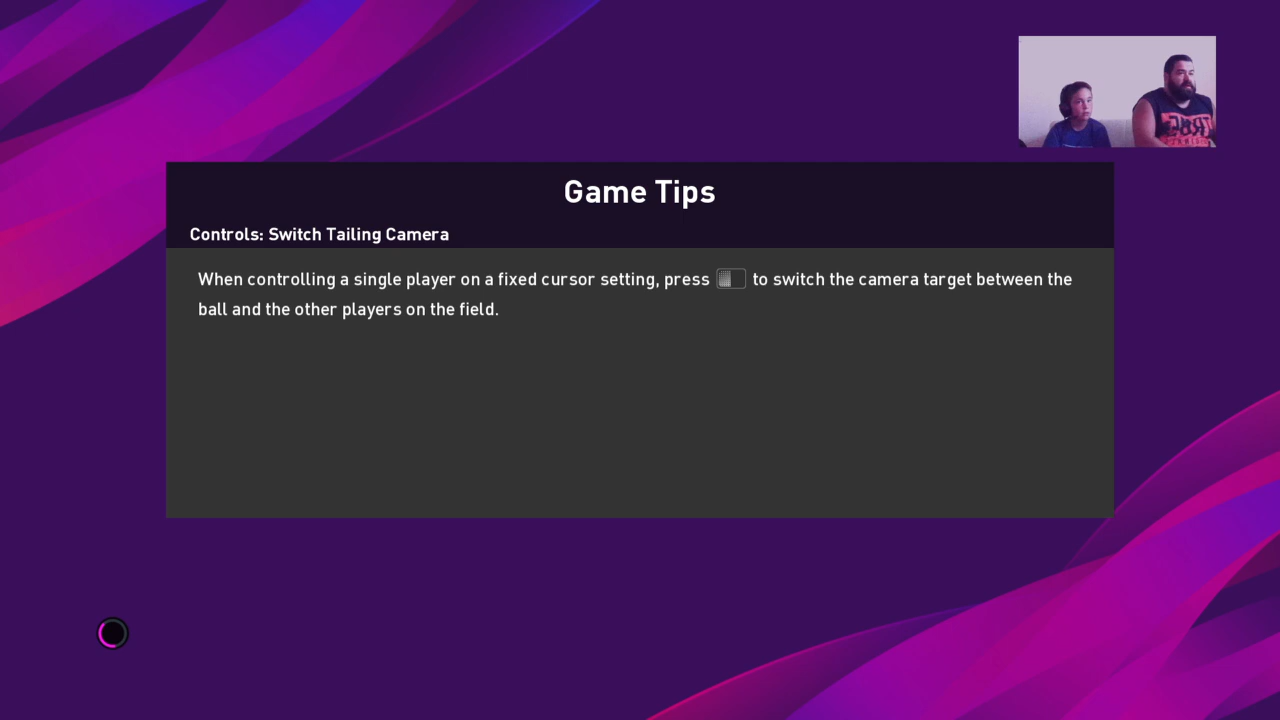 Game Tips
Controls: Switch Tailing Camera
When controlling a single player on a fixed cursor setting, press to switch the camera target between the
ball and the other players on the field.